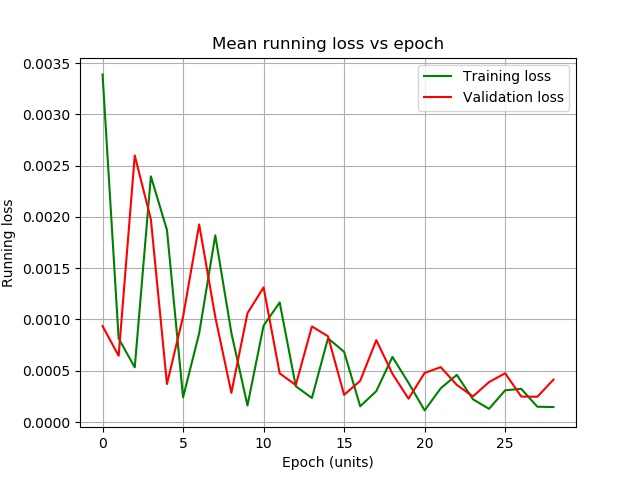 Mean running loss vs epoch
Training loss
Validation loss
Running loss
0.0035
0.0030
0.0025
0.0020
0.0015
0.0010
0.0005
0.0000
0 5 10 15 20 25
Epoch (units)